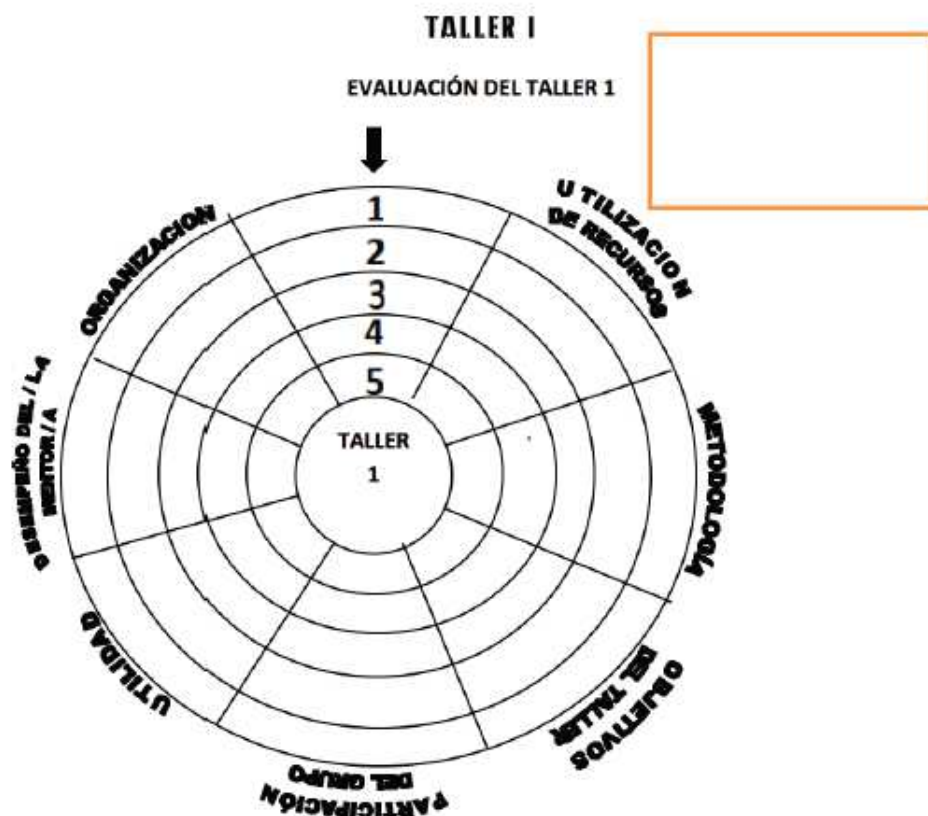 TALLER I
EVALUACIÓN DEL TALLER 1
1
2
3
4
5
TALLER
1
U TILIZACIO N
DE RECURSOS
METODOLOGÍA
OBJETIVOS
DEL TALLER
PARTICIPACIÓN
DEL GRUPO
UTILIDAD
DESEMPEÑO DEL / LA
MENTOR / A
ORGANIZACION